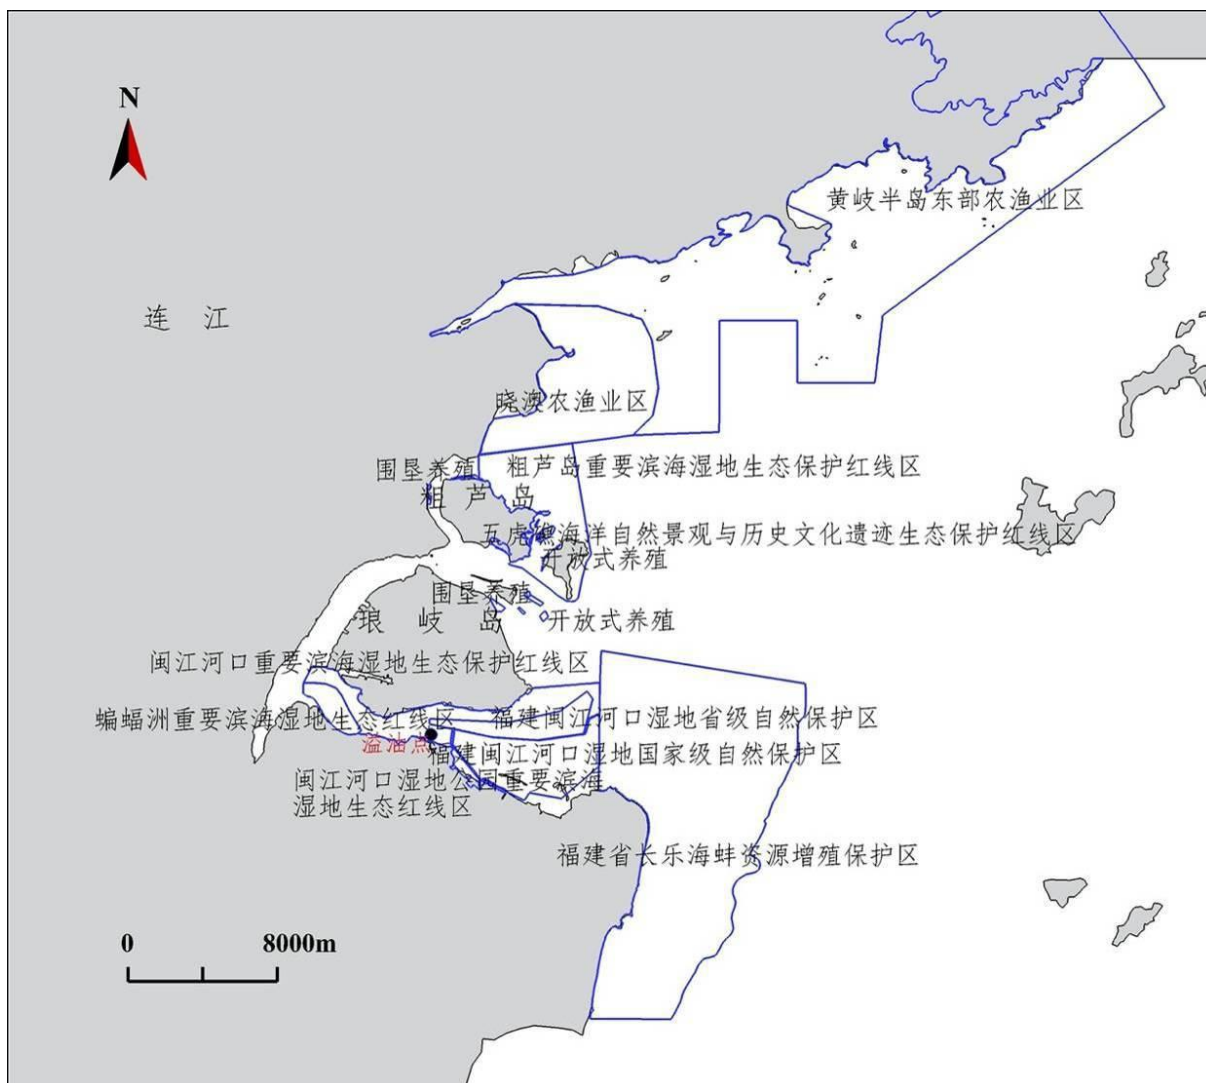 N
黄岐半岛东部农渔业区
连 江
晓澳农渔业区
围垦养殖
粗芦岛重要滨海湿地生态保护红线区
粗 芦 岛
五虎礁海洋自然景观与历史文化遗迹生态保护红线区
开放式养殖
围垦养殖
琅 岐 岛
开放式养殖
闽江河口重要滨海湿地生态保护红线区
蝙蝠洲重要滨海湿地生态红线区
福建闽江河口湿地省级自然保护区
溢油点
福建闽江河口湿地国家级自然保护区
闽江河口湿地公园重要滨海
湿地生态红线区
福建省长乐海蚌资源增殖保护区
0 8000m